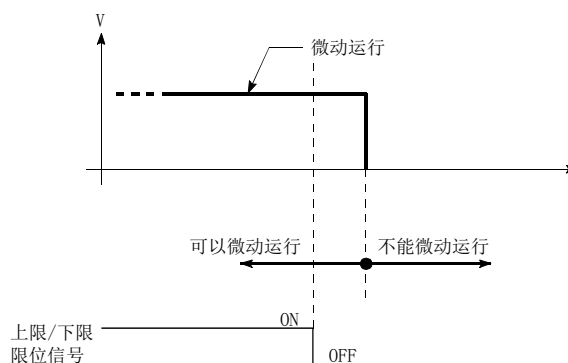 V
微动运行
可以微动运行
不能微动运行
ON
上限/下限
限位信号
OFF